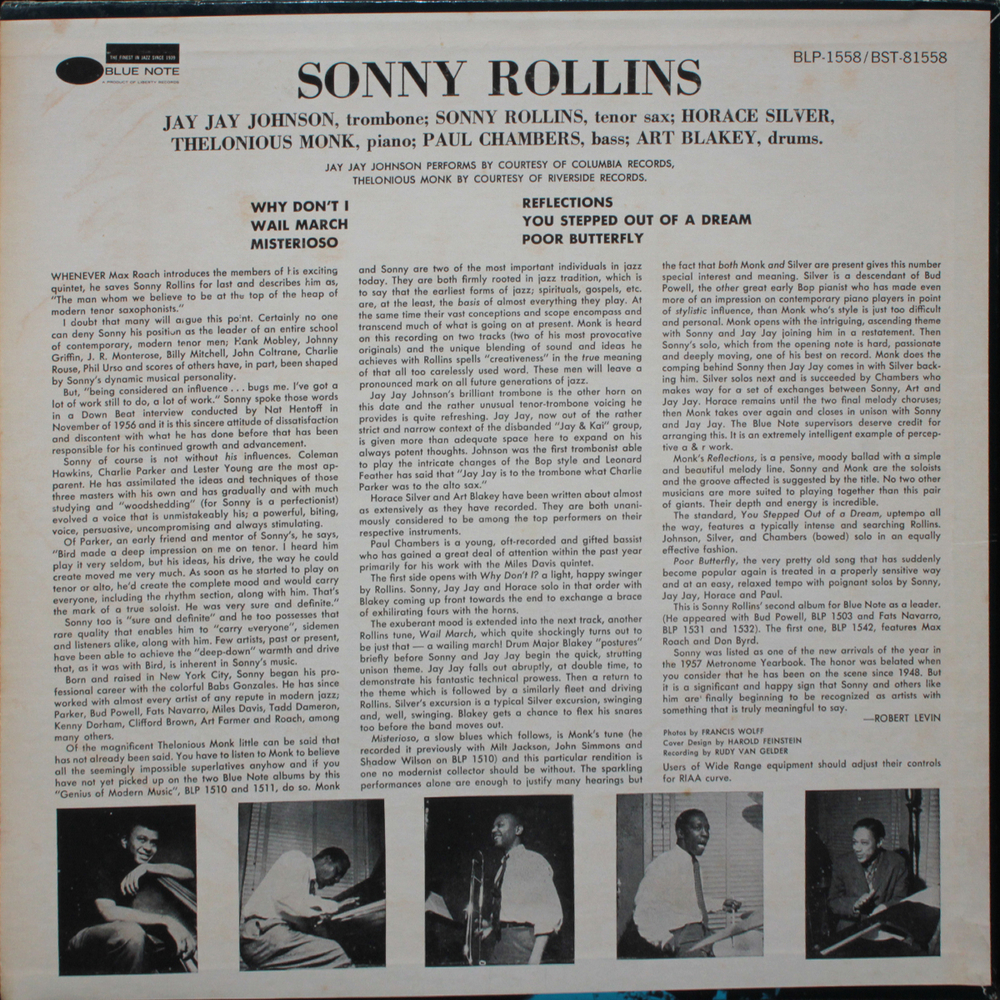 THE FINEST IN JAZZ SINCE 1939
BLUE NOTE
A PRODUCT OF LIBERTY RECORDS
BLP-1558/BST-81558
SONNY ROLLINS
JAY JAY JOHNSON, trombone; SONNY ROLLINS, tenor sax; HORACE SILVER,
THELONIOUS MONK, piano; PAUL CHAMBERS, bass; ART BLAKEY, drums.
JAY JAY JOHNSON PERFORMS BY COURTESY OF COLUMBIA RECORDS,
THELONIOUS MONK BY COURTESY OF RIVERSIDE RECORDS.
WHY DON'T I
WAIL MARCH
MISTERIOSO
REFLECTIONS
YOU STEPPED OUT OF A DREAM
POOR BUTTERFLY
WHENEVER Max Roach introduces the members of his exciting
quintet, he saves Sonny Rollins for last and describes him as,
"The man whom we believe to be at the top of the heap of
modern tenor saxophonists."
I doubt that many will argue this point. Certainly no one
can deny Sonny his position as the leader of an entire school
of contemporary, modern tenor men; Hank Mobley, Johnny
Griffin, J. R. Monterose, Billy Mitchell, John Coltrane, Charlie
Rouse, Phil Urso and scores of others have, in part, been shaped
by Sonny's dynamic musical personality.
But, "being considered an influence . . . bugs me. I've got a
lot of work still to do, a lot of work." Sonny spoke those words
in a Down Beat interview conducted by Nat Hentoff in
November of 1956 and it is this sincere attitude of dissatisfaction
and discontent with what he has done before that has been
responsible for his continued growth and advancement.
Sonny of course is not without his influences. Coleman
Hawkins, Charlie Parker and Lester Young are the most ap-
parent. He has assimilated the ideas and techniques of those
three masters with his own and has gradually and with much
studying and "woodshedding" (for Sonny is a perfectionist)
evolved a voice that is unmistakeably his; a powerful, biting,
voice, persuasive, uncompromising and always stimulating.
Of Parker, an early friend and mentor of Sonny's, he says,
"Bird made a deep impression on me on tenor. I heard him
play it very seldom, but his ideas, his drive, the way he could
create moved me very much. As soon as he started to play on
tenor or alto, he'd create the complete mood and would carry
everyone, including the rhythm section, along with him. That's
the mark of a true soloist. He was very sure and definite."
Sonny too is "sure and definite" and he too possesses that
rare quality that enables him to "carry everyone", sidemen
and listeners alike, along with him. Few artists, past or present,
have been able to achieve the "deep-down" warmth and drive
that, as it was with Bird, is inherent in Sonny's music.
Born and raised in New York City, Sonny began his pro-
fessional career with the colorful Babs Gonzales. He has since
worked with almost every artist of any repute in modern jazz;
Parker, Bud Powell, Fats Navarro, Miles Davis, Tadd Dameron,
Kenny Dorham, Clifford Brown, Art Farmer and Roach, among
many others.
Of the magnificent Thelonious Monk little can be said that
has not already been said. You have to listen to Monk to believe
all the seemingly impossible superlatives anyhow and if you
have not yet picked up on the two Blue Note albums by this
"Genius of Modern Music", BLP 1510 and 1511, do so. Monk
and Sonny are two of the most important individuals in jazz
today. They are both firmly rooted in jazz tradition, which is
to say that the earliest forms of jazz; spirituals, gospels, etc.
are, at the least, the basis of almost everything they play. At
the same time their vast conceptions and scope encompass and
transcend much of what is going on at present. Monk is heard
on this recording on two tracks (two of his most provocative
originals) and the unique blending of sound and ideas he
achieves with Rollins spells "creativeness" in the true meaning
of that all too carelessly used word. These men will leave a
pronounced mark on all future generations of jazz.
Jay Jay Johnson's brilliant trombone is the other horn on
this date and the rather unusual tenor-trombone voicing he
provides is quite refreshing. Jay Jay, now out of the rather
strict and narrow context of the disbanded "Jay & Kai" group,
is given more than adequate space here to expand on his
always potent thoughts. Johnson was the first trombonist able
to play the intricate changes of the Bop style and Leonard
Feather has said that "Jay Jay is to the trombone what Charlie
Parker was to the alto sax."
Horace Silver and Art Blakey have been written about almost
as extensively as they have recorded. They are both unani-
mously considered to be among the top performers on their
respective instruments.
Paul Chambers is a young, oft-recorded and gifted bassist
who has gained a great deal of attention within the past year
primarily for his work with the Miles Davis quintet.
The first side opens with Why Don't I? a light, happy swinger
by Rollins. Sonny, Jay Jay and Horace solo in that order with
Blakey coming up front towards the end to exchange a brace
of exhilirating fours with the horns.
The exuberant mood is extended into the next track, another
Rollins tune, Wail March, which quite shockingly turns out to
be just that — a wailing march! Drum Major Blakey "postures"
briefly before Sonny and Jay Jay begin the quick, strutting
unison theme. Jay Jay falls out abruptly, at double time, to
demonstrate his fantastic technical prowess. Then a return to
the theme which is followed by a similarly fleet and driving
Rollins. Silver's excursion is a typical Silver excursion, swinging
and, well, swinging. Blakey gets a chance to flex his snares
too before the band moves out.
Misterioso, a slow blues which follows, is Monk's tune (he
recorded it previously with Milt Jackson, John Simmons and
Shadow Wilson on BLP 1510) and this particular rendition is
one no modernist collector should be without. The sparkling
performances alone are enough to justify many hearings but
the fact that both Monk and Silver are present gives this number
special interest and meaning. Silver is a descendant of Bud
Powell, the other great early Bop pianist who has made even
more of an impression on contemporary piano players in point
of stylistic influence, than Monk who's style is just too difficult
and personal. Monk opens with the intriguing, ascending theme
with Sonny and Jay Jay joining him in a restatement. Then
Sonny's solo, which from the opening note is hard, passionate
and deeply moving, one of his best on record. Monk does the
comping behind Sonny then Jay Jay comes in with Silver back-
ing him. Silver solos next and is succeeded by Chambers who
makes way for a set of exchanges between Sonny, Art and
Jay Jay. Horace remains until the two final melody choruses;
then Monk takes over again and closes in unison with Sonny
and Jay Jay. The Blue Note supervisors deserve credit for
arranging this. It is an extremely intelligent example of percep-
tive a & r work.
Monk's Reflections, is a pensive, moody ballad with a simple
and beautiful melody line. Sonny and Monk are the soloists
and the groove affected is suggested by the title. No two other
musicians are more suited to playing together than this pair
of giants. Their depth and energy is incredible.
The standard, You Stepped Out of a Dream, uptempo all
the way, features a typically intense and searching Rollins.
Johnson, Silver, and Chambers (bowed) solo in an equally
effective fashion.
Poor Butterfly, the very pretty old song that has suddenly
become popular again is treated in a properly sensitive way
and at an easy, relaxed tempo with poignant solos by Sonny,
Jay Jay, Horace and Paul.
This is Sonny Rollins' second album for Blue Note as a leader.
(He appeared with Bud Powell, BLP 1503 and Fats Navarro,
BLP 1531 and 1532). The first one, BLP 1542, features Max
Roach and Don Byrd.
Sonny was listed as one of the new arrivals of the year in
the 1957 Metronome Yearbook. The honor was belated when
you consider that he has been on the scene since 1948. But
it is a significant and happy sign that Sonny and others like
him are finally beginning to be recognized as artists with
something that is truly meaningful to say.
—ROBERT LEVIN
Photos by FRANCIS WOLFF
Cover Design by HAROLD FEINSTEIN
Recording by RUDY VAN GELDER
Users of Wide Range equipment should adjust their controls
for RIAA curve.